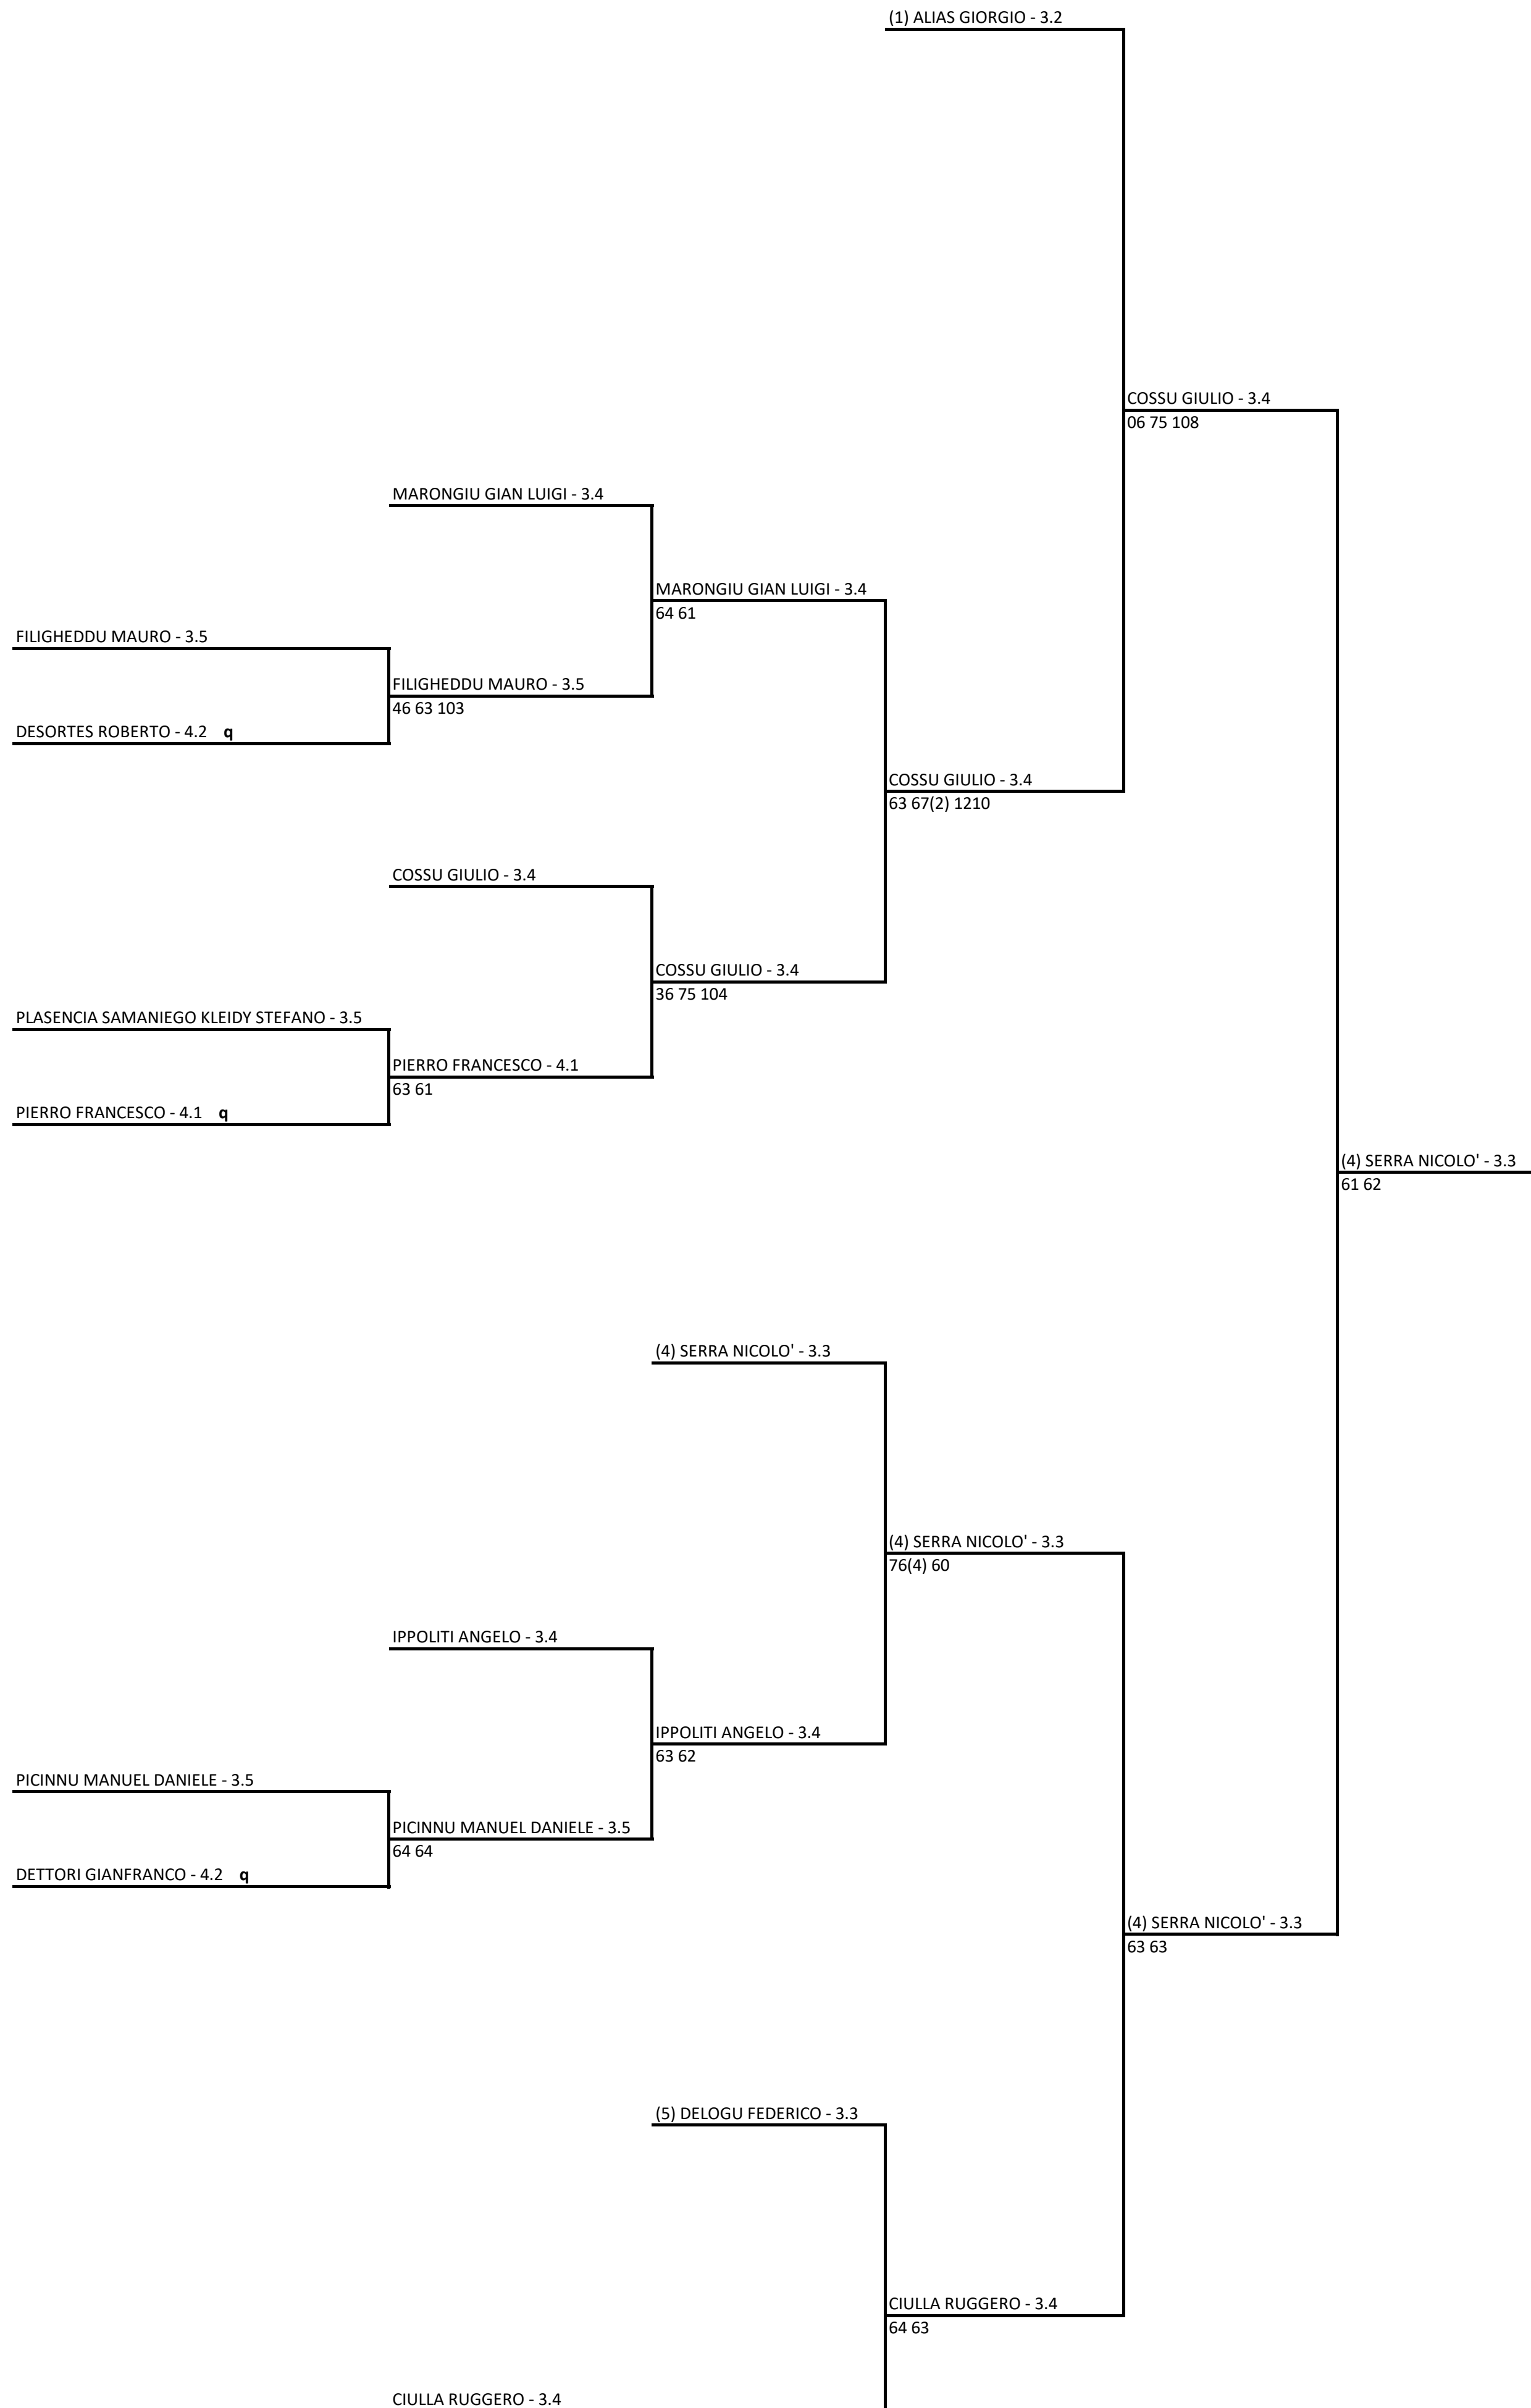 (1) ALIAS GIORGIO - 3.2
COSSU GIULIO - 3.4
06 75 108
MARONGIU GIAN LUIGI - 3.4
MARONGIU GIAN LUIGI - 3.4
64 61
FILIGHEDDU MAURO - 3.5
FILIGHEDDU MAURO - 3.5
46 63 103
DESORTES ROBERTO - 4.2 q
COSSU GIULIO - 3.4
63 67(2) 1210
COSSU GIULIO - 3.4
COSSU GIULIO - 3.4
36 75 104
PLASENCIA SAMANIEGO KLEIDY STEFANO - 3.5
PIERRO FRANCESCO - 4.1
63 61
PIERRO FRANCESCO - 4.1 q
(4) SERRA NICOLO' - 3.3
61 62
(4) SERRA NICOLO' - 3.3
(4) SERRA NICOLO' - 3.3
76(4) 60
IPPOLITI ANGELO - 3.4
IPPOLITI ANGELO - 3.4
63 62
PICINNU MANUEL DANIELE - 3.5
PICINNU MANUEL DANIELE - 3.5
64 64
DETTORI GIANFRANCO - 4.2 q
(4) SERRA NICOLO' - 3.3
63 63
(5) DELOGU FEDERICO - 3.3
CIULLA RUGGERO - 3.4
64 63
CIULLA RUGGERO - 3.4